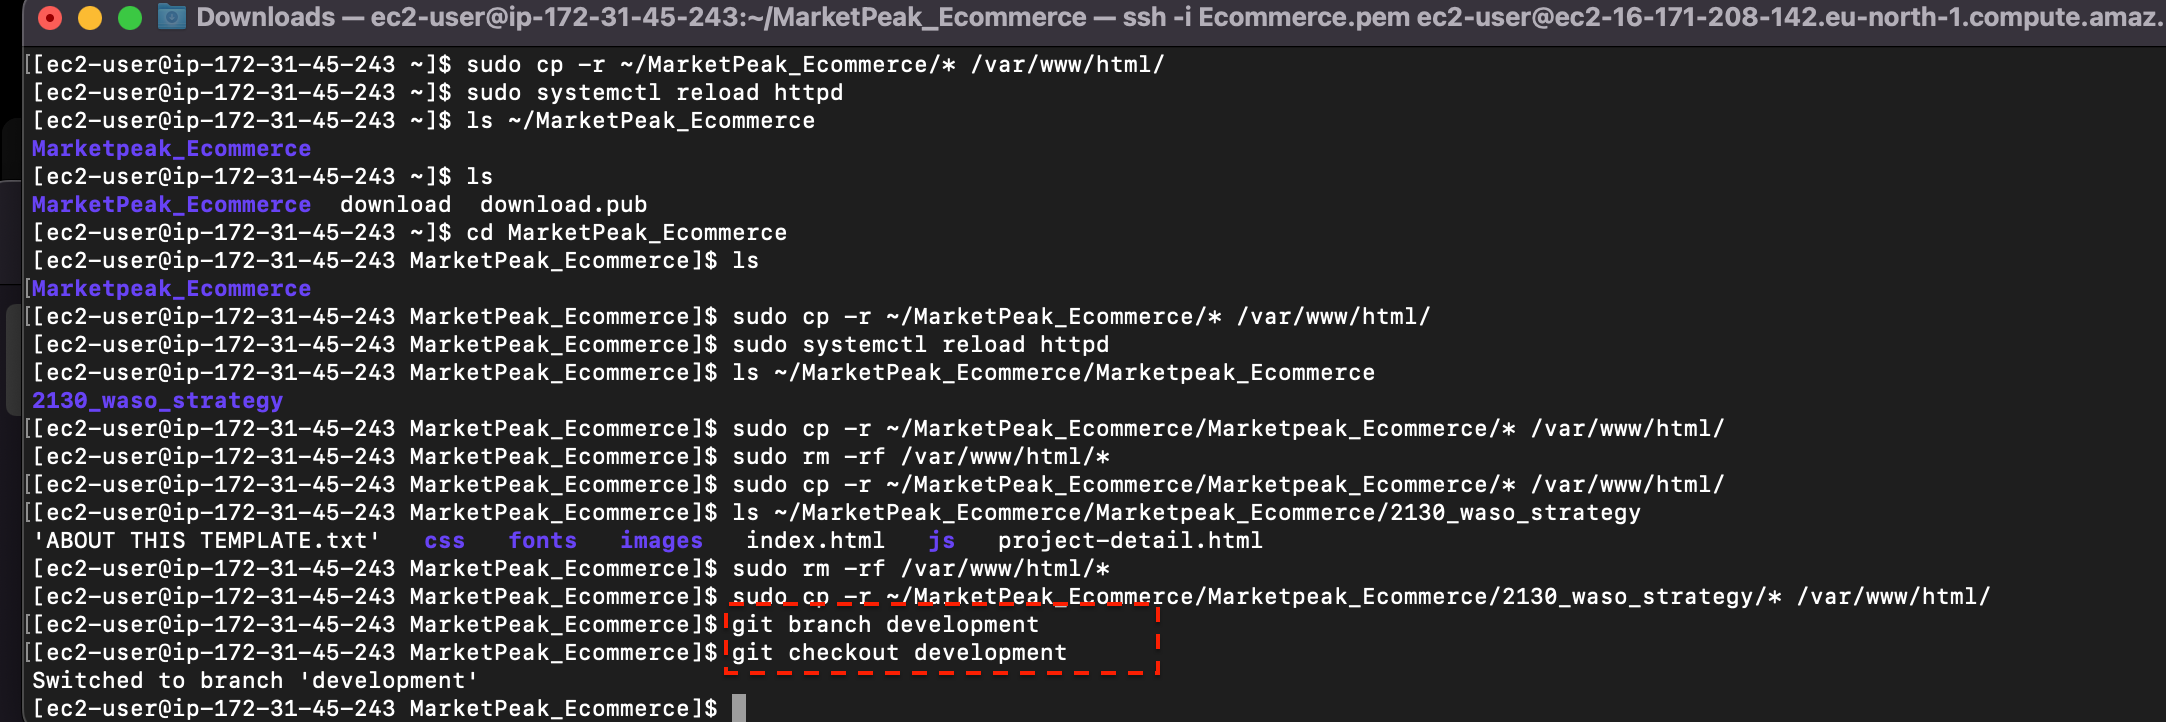 Downloads — ec2-user@ip-172-31-45-243:~/MarketPeak_Ecommerce — ssh -i Ecommerce.pem ec2-user@ec2-16-171-208-142.eu-north-1.compute.amaz.
[[ec2-user@ip-172-31-45-243 ~]$ sudo cp -r ~/MarketPeak_Ecommerce/* /var/www/html/
[ec2-user@ip-172-31-45-243 ~]$ sudo systemctl reload httpd
[ec2-user@ip-172-31-45-243 ~]$ ls ~/MarketPeak_Ecommerce
Marketpeak_Ecommerce
[ec2-user@ip-172-31-45-243 ~]$ ls
MarketPeak_Ecommerce  download  download.pub
[ec2-user@ip-172-31-45-243 ~]$ cd MarketPeak_Ecommerce
[ec2-user@ip-172-31-45-243 MarketPeak_Ecommerce]$ ls
[Marketpeak_Ecommerce
[[ec2-user@ip-172-31-45-243 MarketPeak_Ecommerce]$ sudo cp -r ~/MarketPeak_Ecommerce/* /var/www/html/
[ec2-user@ip-172-31-45-243 MarketPeak_Ecommerce]$ sudo systemctl reload httpd
[ec2-user@ip-172-31-45-243 MarketPeak_Ecommerce]$ ls ~/MarketPeak_Ecommerce/Marketpeak_Ecommerce
2130_waso_strategy
[[ec2-user@ip-172-31-45-243 MarketPeak_Ecommerce]$ sudo cp -r ~/MarketPeak_Ecommerce/Marketpeak_Ecommerce/* /var/www/html/
[ec2-user@ip-172-31-45-243 MarketPeak_Ecommerce]$ sudo rm -rf /var/www/html/*
[[ec2-user@ip-172-31-45-243 MarketPeak_Ecommerce]$ sudo cp -r ~/MarketPeak_Ecommerce/Marketpeak_Ecommerce/* /var/www/html/
[[ec2-user@ip-172-31-45-243 MarketPeak_Ecommerce]$ ls ~/MarketPeak_Ecommerce/Marketpeak_Ecommerce/2130_waso_strategy
'ABOUT THIS TEMPLATE.txt'   css   fonts   images   index.html   js   project-detail.html
[ec2-user@ip-172-31-45-243 MarketPeak_Ecommerce]$ sudo rm -rf /var/www/html/*
[ec2-user@ip-172-31-45-243 MarketPeak_Ecommerce]$ sudo cp -r ~/MarketPeak_Ecommerce/Marketpeak_Ecommerce/2130_waso_strategy/* /var/www/html/
[[ec2-user@ip-172-31-45-243 MarketPeak_Ecommerce]$ git branch development
[[ec2-user@ip-172-31-45-243 MarketPeak_Ecommerce]$ git checkout development
Switched to branch 'development'
[ec2-user@ip-172-31-45-243 MarketPeak_Ecommerce]$